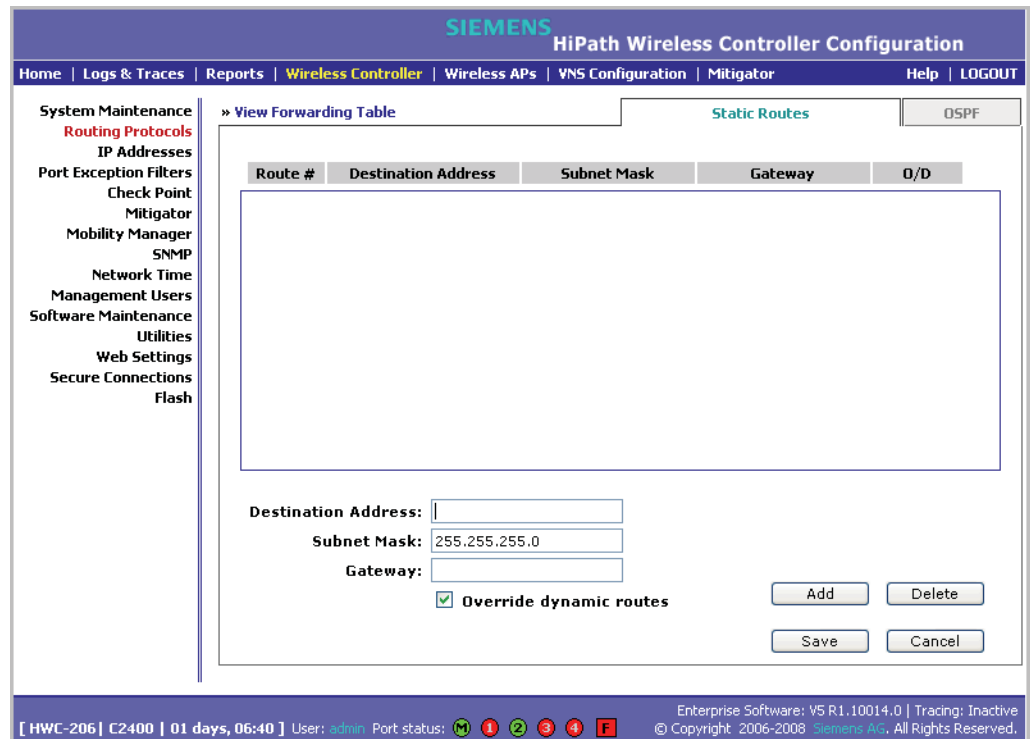 SIEMENS
HiPath Wireless Controller Configuration
Home | Logs & Traces | Reports | Wireless Controller | Wireless APs | VNS Configuration | Mitigator Help | LOGOUT
System Maintenance
Routing Protocols
IP Addresses
Port Exception Filters
Check Point
Mitigator
Mobility Manager
SNMP
Network Time
Management Users
Software Maintenance
Utilities
Web Settings
Secure Connections
Flash
» View Forwarding Table
Static Routes
OSPF
Route # Destination Address Subnet Mask Gateway O/D
Destination Address:
Subnet Mask: 255.255.255.0
Gateway:
Override dynamic routes
Add Delete
Save Cancel
[ HWC-206| C2400 | 01 days, 06:40 ] User: admin Port status: M 1 2 3 4 F
Enterprise Software: V5 R1.10014.0 | Tracing: Inactive
© Copyright 2006-2008 Siemens AG. All Rights Reserved.